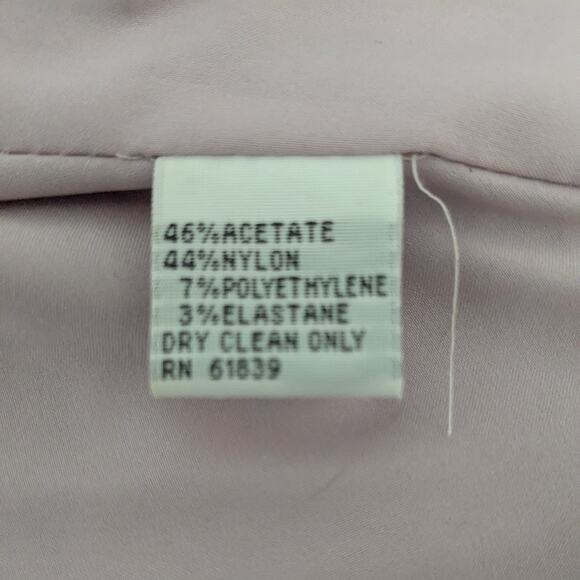 46% ACETATE
44% NYLON
7% POLYETHYLENE
3% ELASTANE
DRY CLEAN ONLY
RN 61839